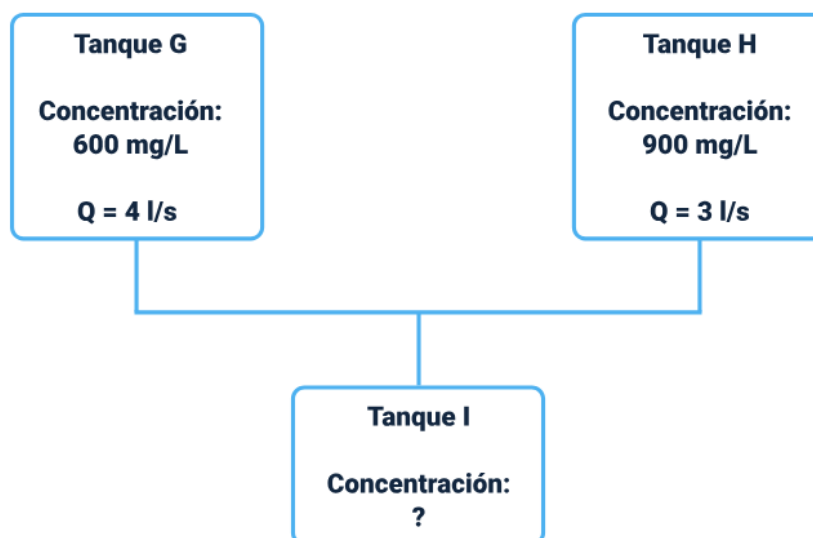 Tanque G
Concentración:
600 mg/L
Q = 4 l/s
Tanque H
Concentración:
900 mg/L
Q = 3 l/s
Tanque I
Concentración:
?